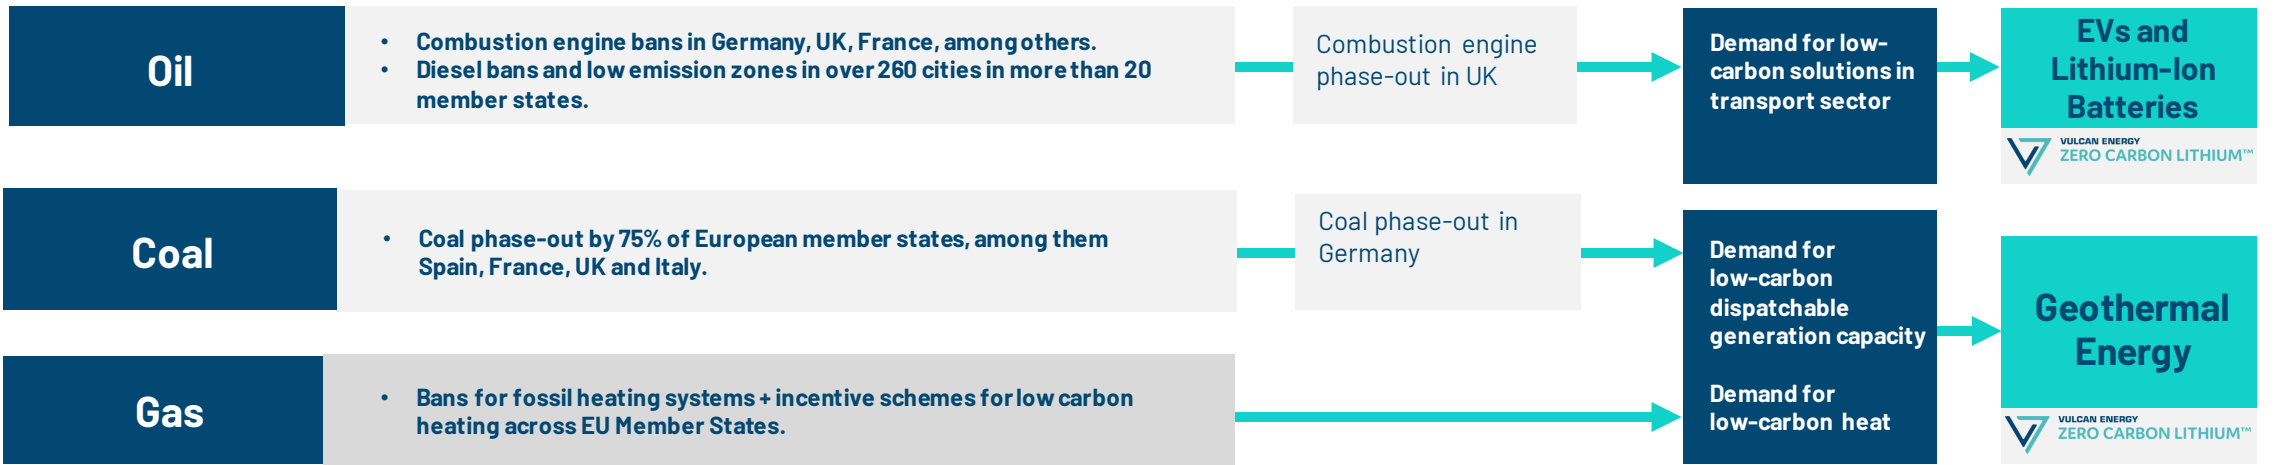 Oil
• Combustion engine bans in Germany, UK, France, among others.
• Diesel bans and low emission zones in over 260 cities in more than 20
member states.
Combustion engine
phase-out in UK
Demand for low-
carbon solutions in
transport sector
EVs and
Lithium-Ion
Batteries
VULCAN ENERGY
ZERO CARBON LITHIUM™
Coal
• Coal phase-out by 75% of European member states, among them
Spain, France, UK and Italy.
Coal phase-out in
Germany
Demand for
low-carbon
dispatchable
generation capacity
Gas
• Bans for fossil heating systems + incentive schemes for low carbon
heating across EU Member States.
Demand for
low-carbon heat
Geothermal
Energy
VULCAN ENERGY
ZERO CARBON LITHIUM™